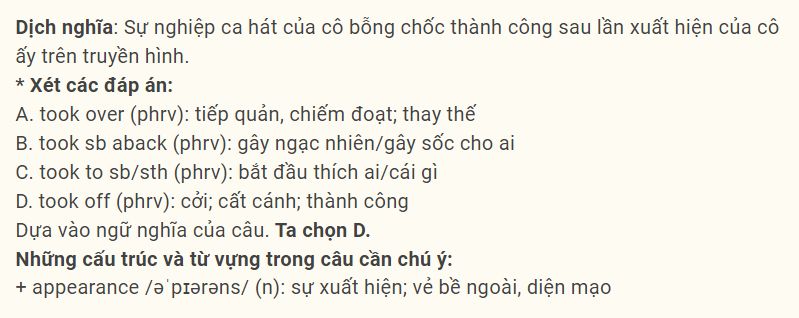 Dịch nghĩa: Sự nghiệp ca hát của cô bỗng chốc thành công sau lần xuất hiện của cô
ấy trên truyền hình.
* Xét các đáp án:
A. took over (phrv): tiếp quản, chiếm đoạt; thay thế
B. took sb aback (phrv): gây ngạc nhiên/gây sốc cho ai
C. took to sb/sth (phrv): bắt đầu thích ai/cái gì
D. took off (phrv): cởi; cất cánh; thành công
Dựa vào ngữ nghĩa của câu. Ta chọn D.
Những cấu trúc và từ vựng trong câu cần chú ý:
+ appearance /əˈpɪərəns/ (n): sự xuất hiện; vẻ bề ngoài, diện mạo